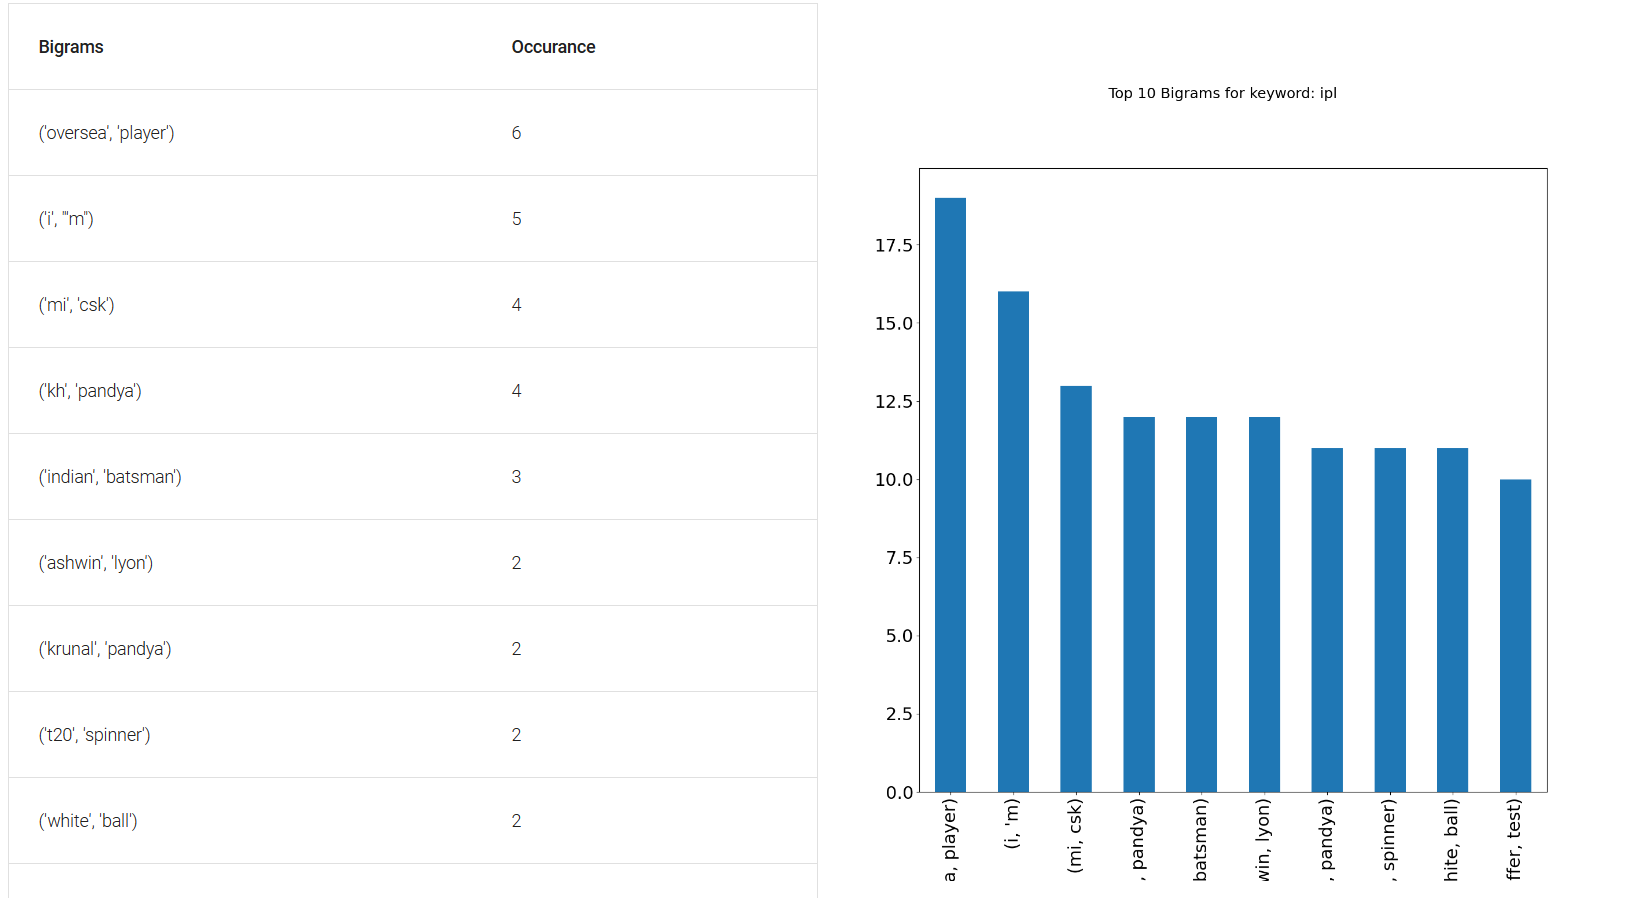 Bigrams Occurance
('oversea', 'player') 6
('i', "'m") 5
('mi', 'csk') 4
('kh', 'pandya') 4
('indian', 'batsman') 3
('ashwin', 'lyon') 2
('krunal', 'pandya') 2
('t20', 'spinner') 2
('white', 'ball') 2
Top 10 Bigrams for keyword: ipl
17.5
15.0
12.5
10.0
7.5
5.0
2.5
0.0
a, player)
(i, 'm)
(mi, csk)
, pandya)
batsman)
win, lyon)
, pandya)
, spinner)
hite, ball)
ffer, test)